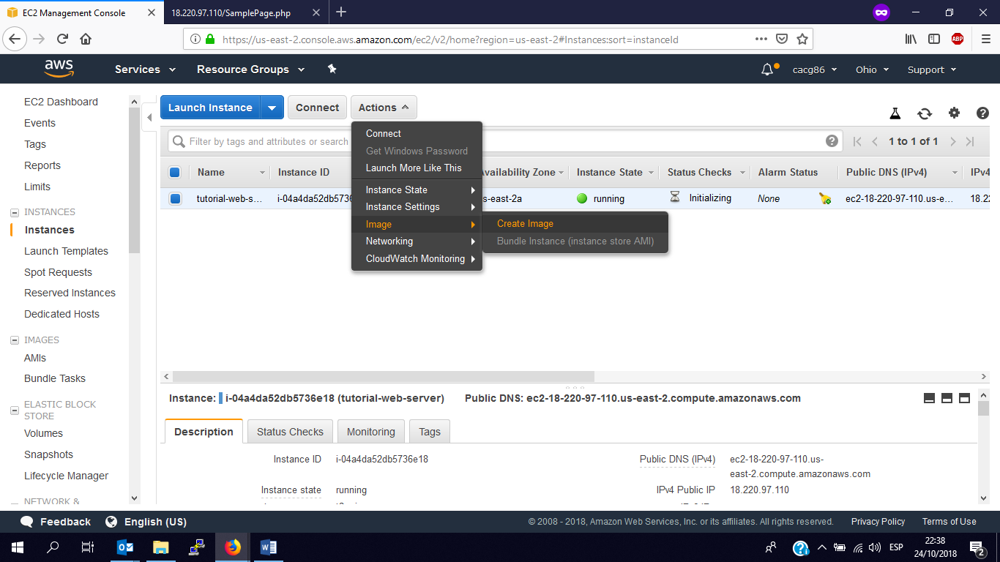 EC2 Management Console
18.220.97.110/SamplePage.php
https://us-east-2.console.aws.amazon.com/ec2/v2/home?region=us-east-2#Instances:sort=instanceId
ABP
aws
Services
Resource Groups
cacg86
Ohio
Support
EC2 Dashboard
Events
Tags
Reports
Limits
INSTANCES
Instances
Launch Templates
Spot Requests
Reserved Instances
Dedicated Hosts
IMAGES
AMIs
Bundle Tasks
ELASTIC BLOCK
STORE
Volumes
Snapshots
Lifecycle Manager
NETWORK &
Launch Instance
Connect
Actions
Filter by tags and attributes or search
1 to 1 of 1
Name
Instance ID
Availability Zone
Instance State
Status Checks
Alarm Status
Public DNS (IPv4)
IPv4
tutorial-web-s...
i-04a4da52db5736
s-east-2a
running
Initializing
None
ec2-18-220-97-110.us-e...
18.2
Connect
Get Windows Password
Launch More Like This
Instance State
Instance Settings
Image
Networking
CloudWatch Monitoring
Create Image
Bundle Instance (instance store AMI)
Instance: i-04a4da52db5736e18 (tutorial-web-server) Public DNS: ec2-18-220-97-110.us-east-2.compute.amazonaws.com
Description
Status Checks
Monitoring
Tags
Instance ID i-04a4da52db5736e18
Instance state running
Public DNS (IPv4) ec2-18-220-97-110.us-
east-2.compute.amazonaws.com
IPv4 Public IP 18.220.97.110
Feedback
English (US)
© 2008 - 2018, Amazon Web Services, Inc. or its affiliates. All rights reserved.
Privacy Policy
Terms of Use
ESP
22:38
24/10/2018
2